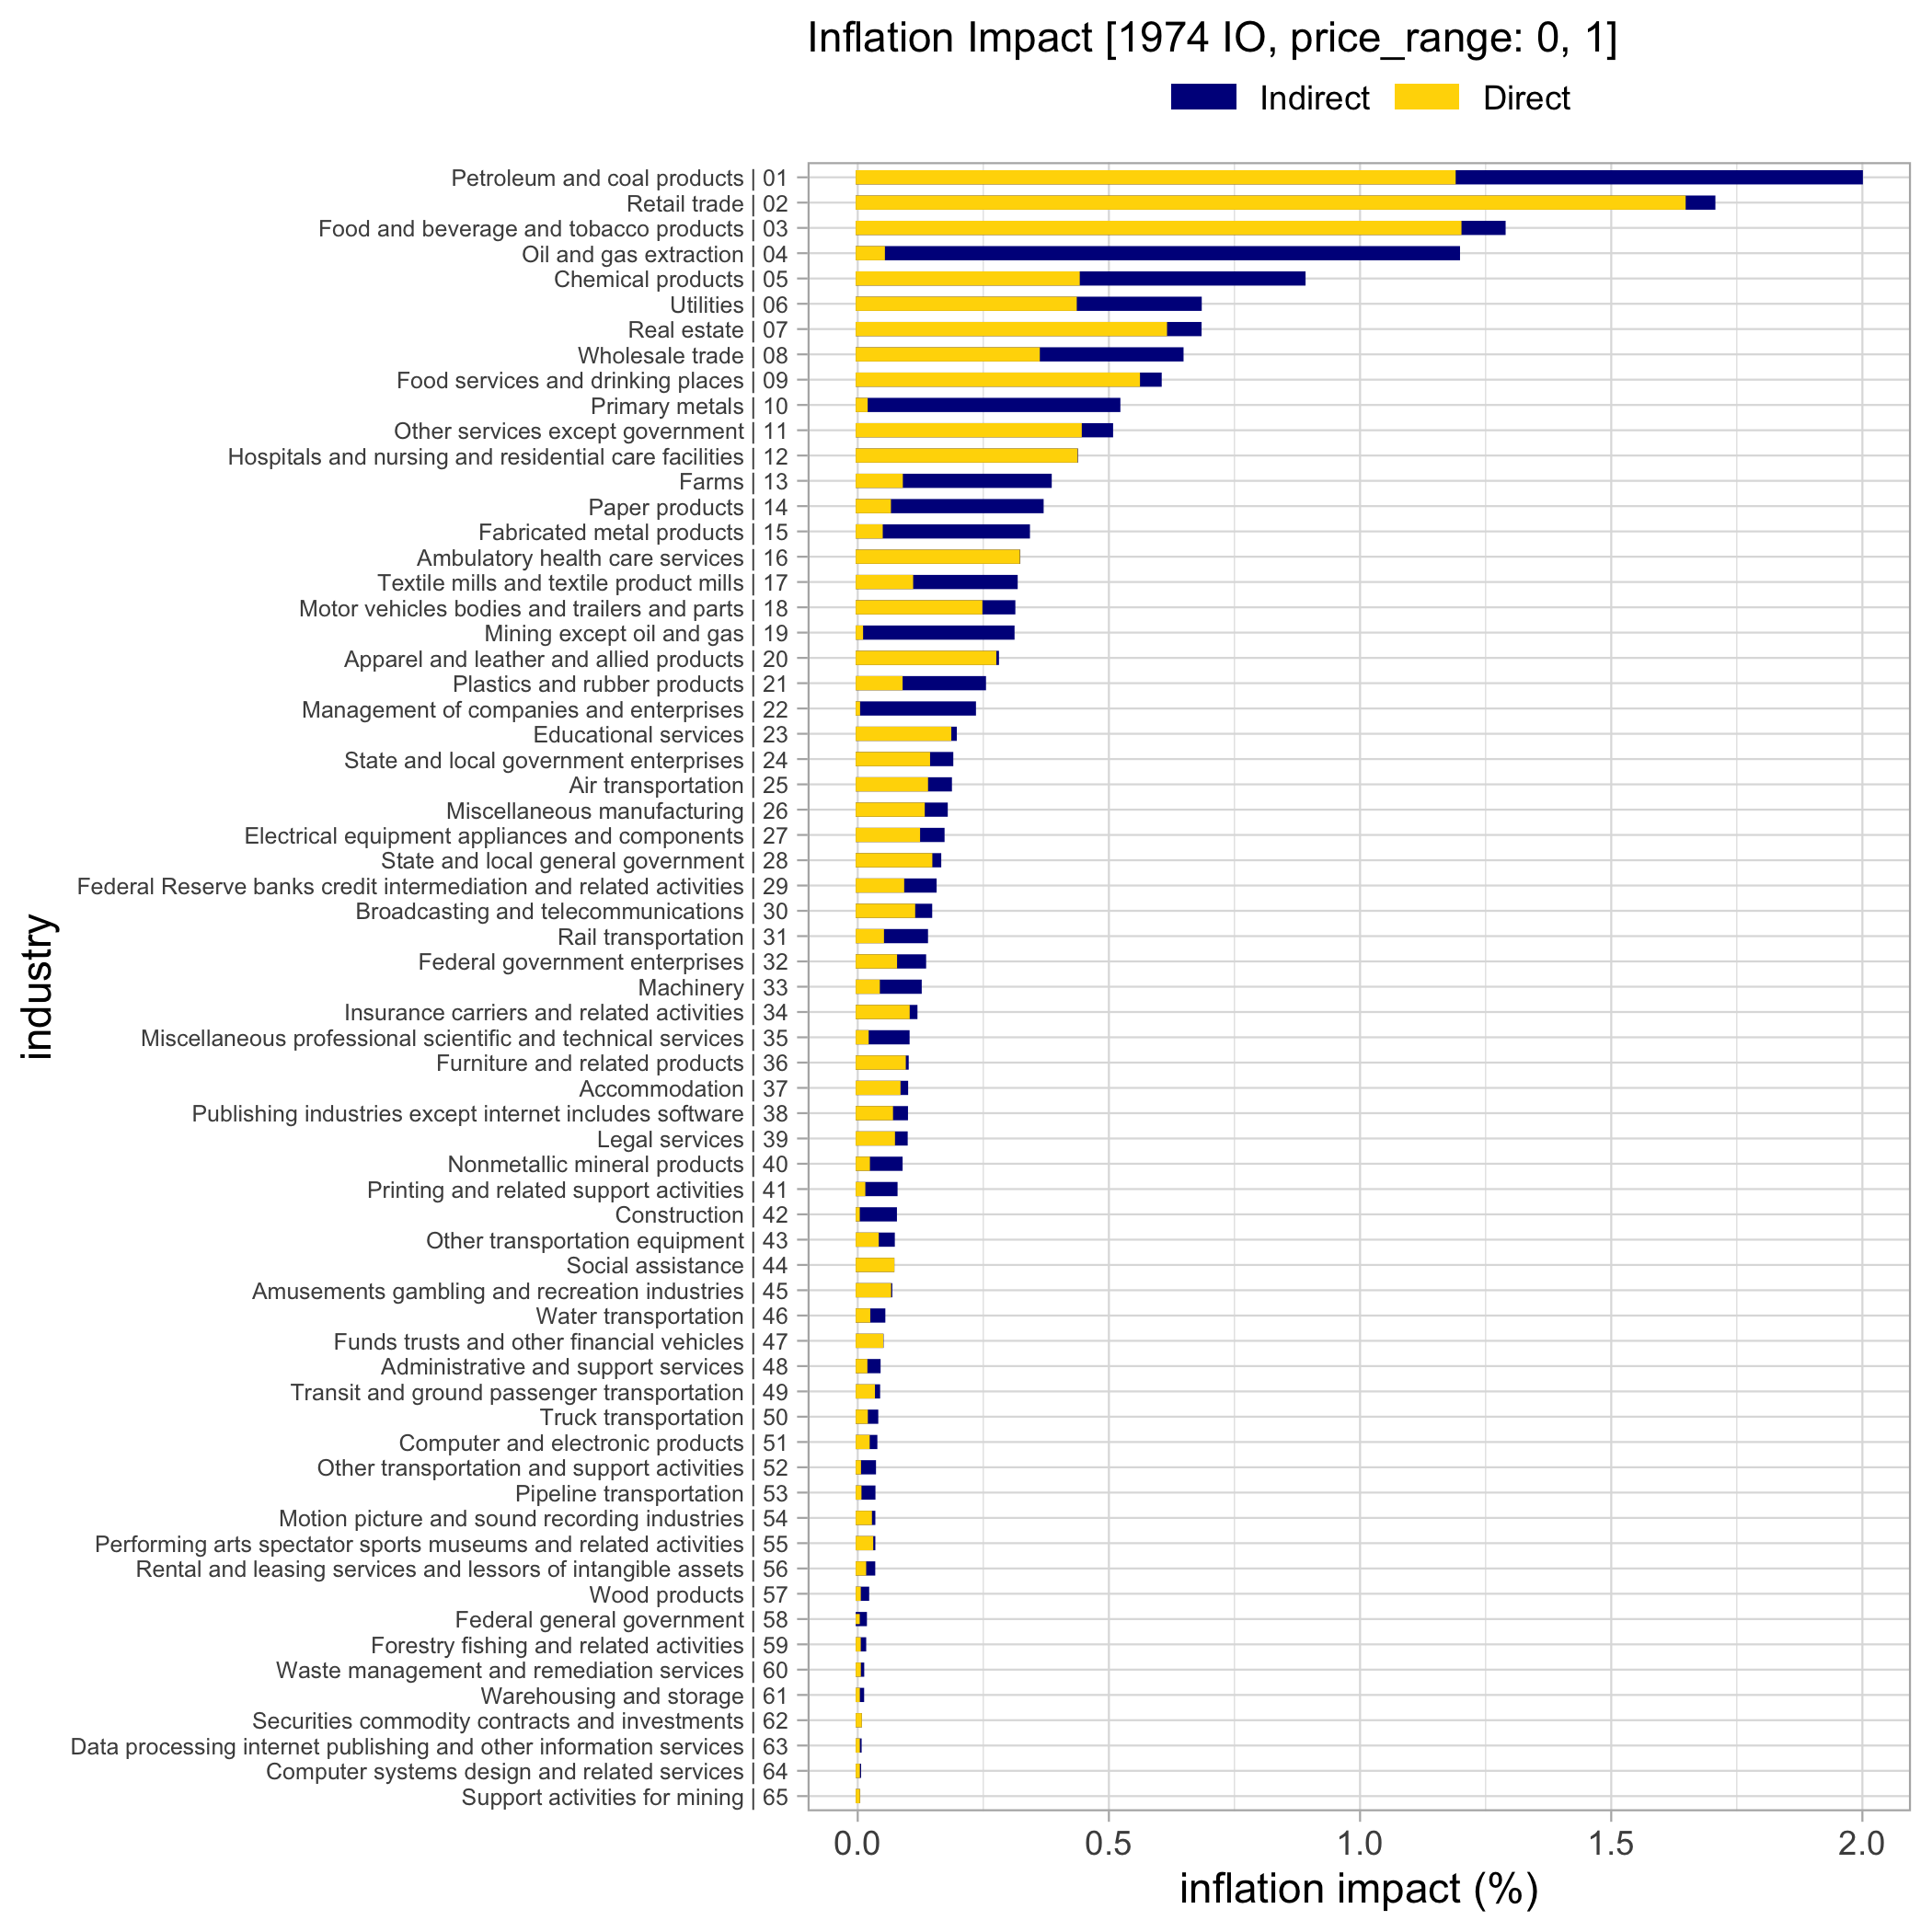 Inflation Impact [1974 IO, price_range: 0, 1]
Indirect Direct
Petroleum and coal products | 01
Retail trade | 02
Food and beverage and tobacco products | 03
Oil and gas extraction | 04
Chemical products | 05
Utilities | 06
Real estate | 07
Wholesale trade | 08
Food services and drinking places | 09
Primary metals | 10
Other services except government | 11
Hospitals and nursing and residential care facilities | 12
Farms | 13
Paper products | 14
Fabricated metal products | 15
Ambulatory health care services | 16
Textile mills and textile product mills | 17
Motor vehicles bodies and trailers and parts | 18
Mining except oil and gas | 19
Apparel and leather and allied products | 20
Plastics and rubber products | 21
Management of companies and enterprises | 22
Educational services | 23
State and local government enterprises | 24
Air transportation | 25
Miscellaneous manufacturing | 26
Electrical equipment appliances and components | 27
State and local general government | 28
Federal Reserve banks credit intermediation and related activities | 29
Broadcasting and telecommunications | 30
Rail transportation | 31
Federal government enterprises | 32
Machinery | 33
Insurance carriers and related activities | 34
Miscellaneous professional scientific and technical services | 35
Furniture and related products | 36
Accommodation | 37
Publishing industries except internet includes software | 38
Legal services | 39
Nonmetallic mineral products | 40
Printing and related support activities | 41
Construction | 42
Other transportation equipment | 43
Social assistance | 44
Amusements gambling and recreation industries | 45
Water transportation | 46
Funds trusts and other financial vehicles | 47
Administrative and support services | 48
Transit and ground passenger transportation | 49
Truck transportation | 50
Computer and electronic products | 51
Other transportation and support activities | 52
Pipeline transportation | 53
Motion picture and sound recording industries | 54
Performing arts spectator sports museums and related activities | 55
Rental and leasing services and lessors of intangible assets | 56
Wood products | 57
Federal general government | 58
Forestry fishing and related activities | 59
Waste management and remediation services | 60
Warehousing and storage | 61
Securities commodity contracts and investments | 62
Data processing internet publishing and other information services | 63
Computer systems design and related services | 64
Support activities for mining | 65
industry
0.0 0.5 1.0 1.5 2.0
inflation impact (%)